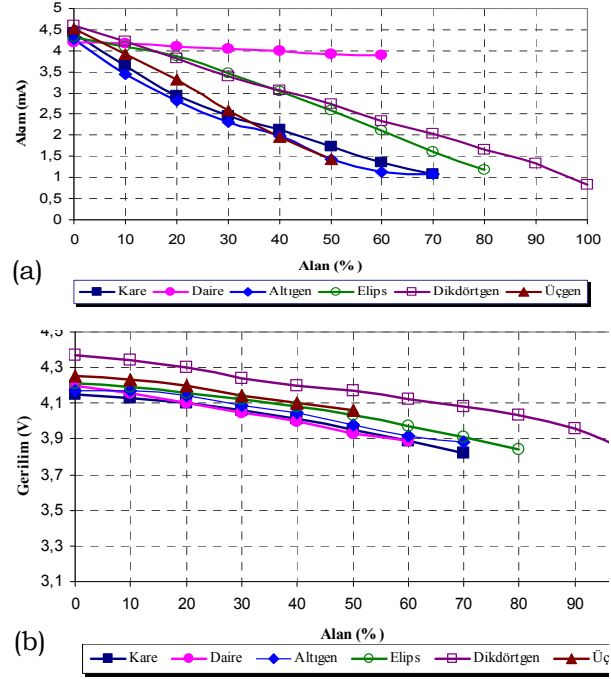 5
4,5
4
3,5
3
2,5
2
1,5
1
0,5
0
Akım (mA)
0 10 20 30 40 50 60 70 80 90 100
Alan (%)
(a)
Kare Daire Altıgen Elips Dikdörtgen Üçgen
4,5
4,3
4,1
3,9
3,7
3,5
3,3
3,1
Gerilim (V)
0 10 20 30 40 50 60 70 80 90
Alan (%)
(b)
Kare Daire Altıgen Elips Dikdörtgen